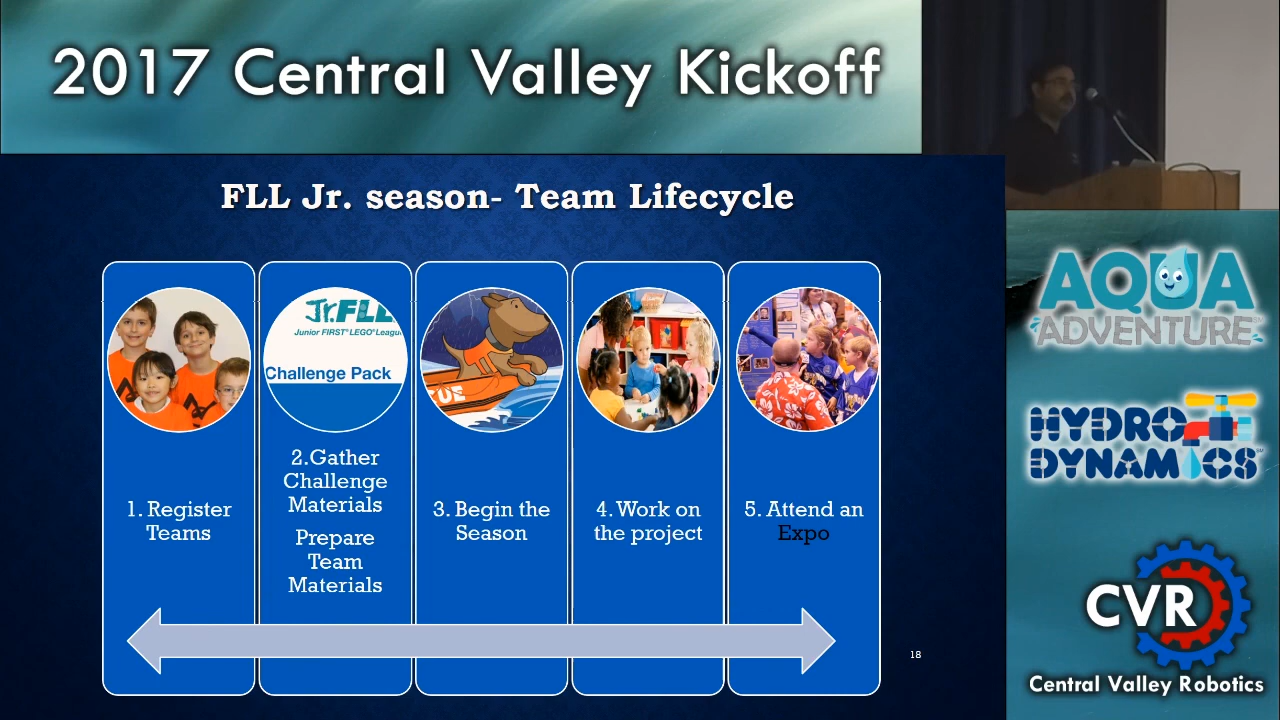 2017 Central Valley Kickoff
FLL Jr. season- Team Lifecycle
Jr.FLL
Junior FIRST® LEGO® Leagu
Challenge Pack
UE
1. Register
Teams
2.Gather
Challenge
Materials
Prepare
Team
Materials
3. Begin the
Season
4. Work on
the project
5. Attend an
Expo
18
AQUA
ADVENTURE
HYDRO
DYNAMICS
CVR
Central Valley Robotics